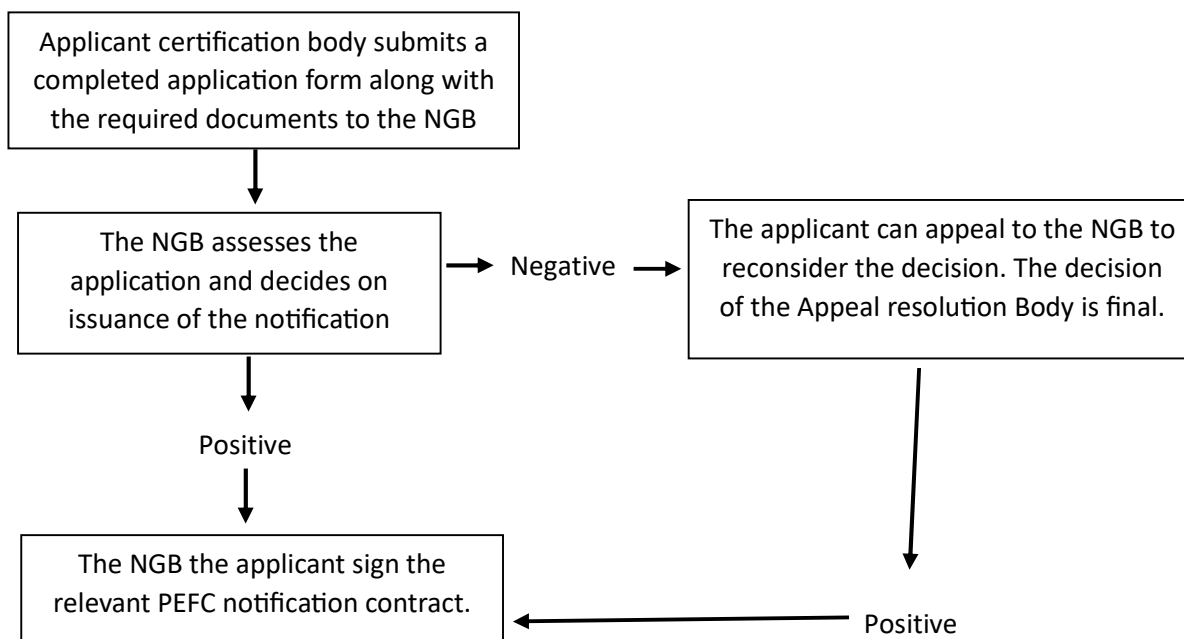 Applicant certification body submits a
completed application form along with
the required documents to the NGB
The NGB assesses the
application and decides on
issuance of the notification
Negative
The applicant can appeal to the NGB to
reconsider the decision. The decision
of the Appeal resolution Body is final.
Positive
The NGB the applicant sign the
relevant PEFC notification contract.
Positive